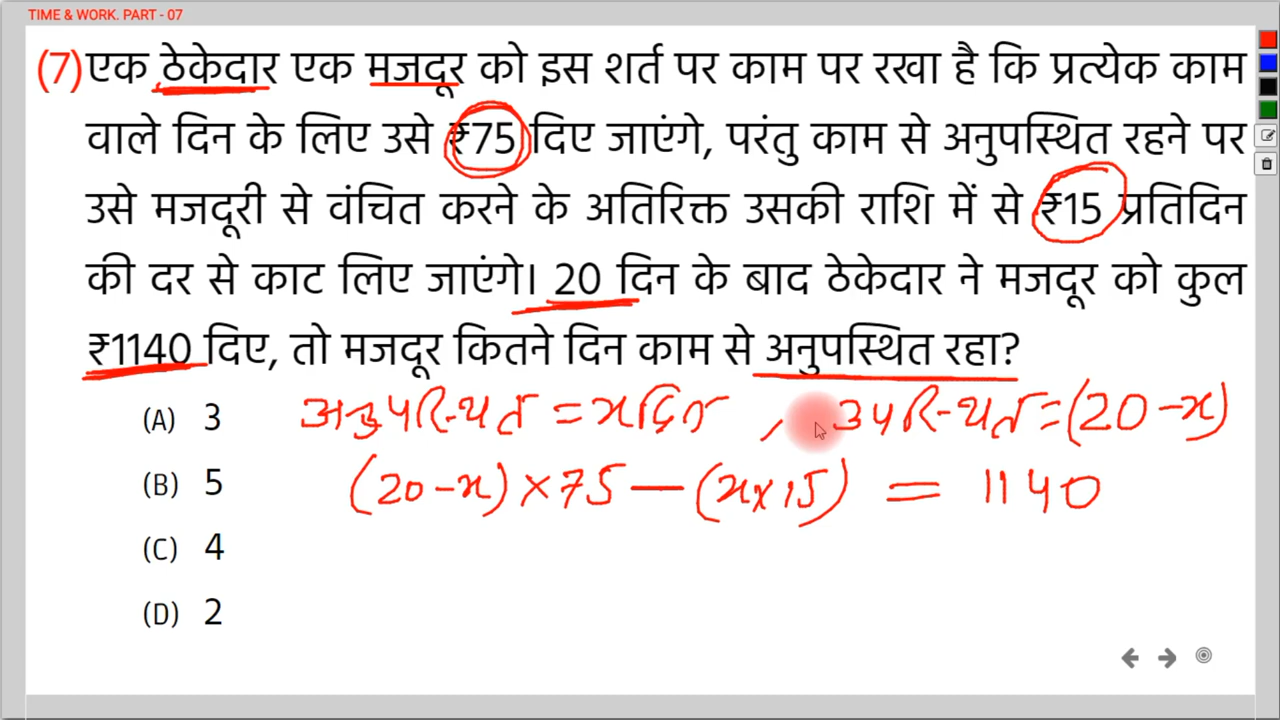 TIME & WORK. PART - 07
(7) एक ठेकेदार एक मजदूर को इस शर्त पर काम पर रखा है कि प्रत्येक काम
वाले दिन के लिए उसे ₹75 दिए जाएंगे, परंतु काम से अनुपस्थित रहने पर
उसे मजदूरी से वंचित करने के अतिरिक्त उसकी राशि में से ₹15 प्रतिदिन
की दर से काट लिए जाएंगे। 20 दिन के बाद ठेकेदार ने मजदूर को कुल
₹1140 दिए, तो मजदूर कितने दिन काम से अनुपस्थित रहा?
(A) 3
अनुपस्थित = x दिन , उपस्थित = (20 - x)
(B) 5
(20 - x) × 75 - (x × 15) = 1140
(C) 4
(D) 2